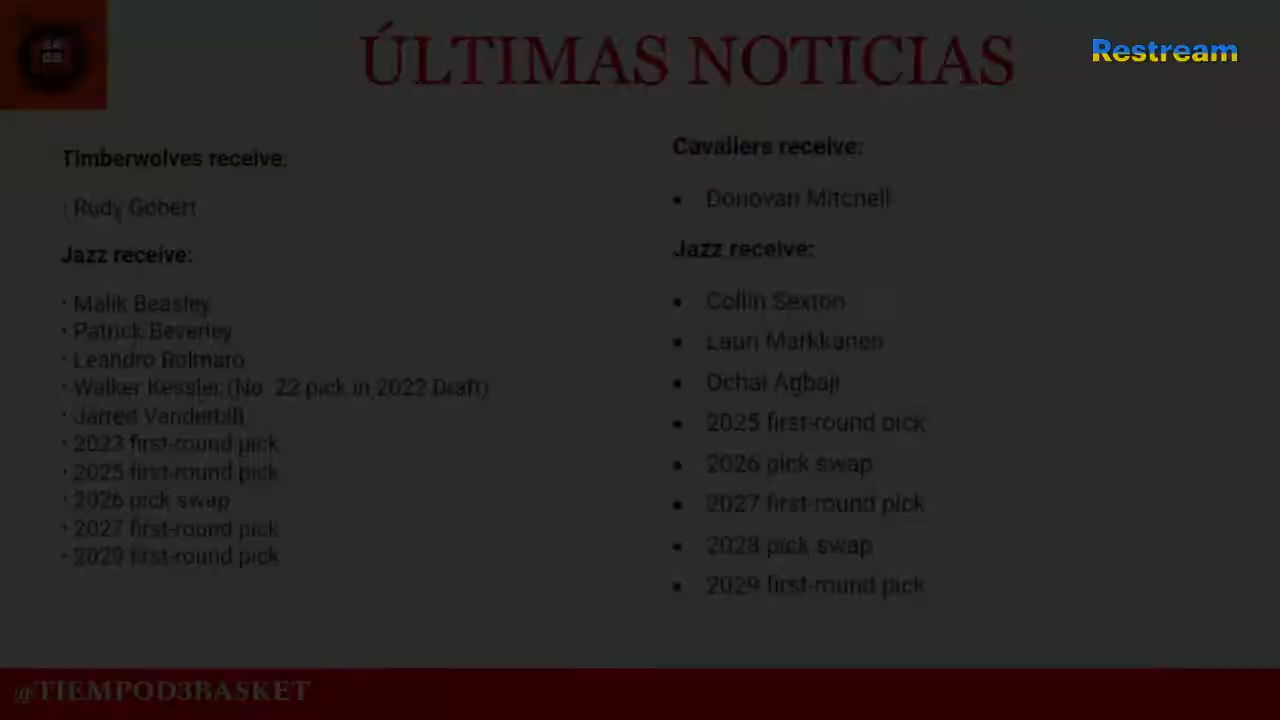 ÚLTIMAS NOTICIAS
Restream
Timberwolves receive:
· Rudy Gobert
Jazz receive:
· Malik Beasley
· Patrick Beverley
· Leandro Bolmaro
· Walker Kessler (No. 22 pick in 2022 Draft)
· Jarred Vanderbilt
· 2023 first-round pick
· 2025 first-round pick
· 2026 pick swap
· 2027 first-round pick
· 2029 first-round pick
Cavaliers receive:
• Donovan Mitchell
Jazz receive:
• Collin Sexton
• Lauri Markkanen
• Ochai Agbaji
• 2025 first-round pick
• 2026 pick swap
• 2027 first-round pick
• 2028 pick swap
• 2029 first-round pick
@TIEMPOD3BASKET